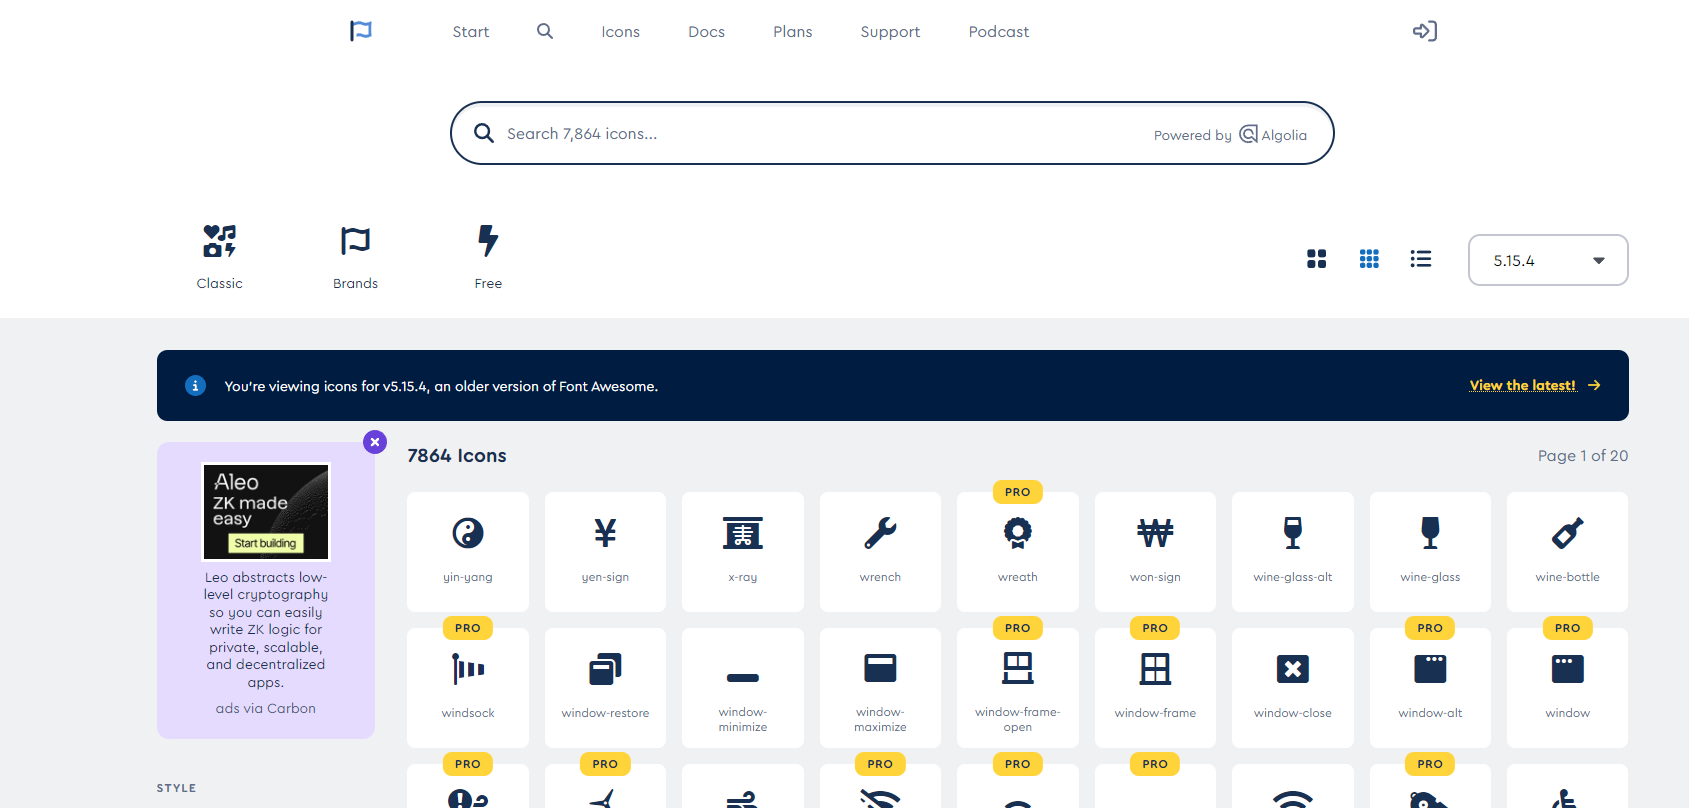 Start
Icons
Docs
Plans
Support
Podcast
Search 7,864 icons...
Powered by Algolia
Classic
Brands
Free
5.15.4
You're viewing icons for v5.15.4, an older version of Font Awesome.
View the latest!
Aleo
ZK made
easy
Start building
Leo abstracts low-
level cryptography
so you can easily
write ZK logic for
private, scalable,
and decentralized
apps.
ads via Carbon
STYLE
7864 Icons
Page 1 of 20
yin-yang
yen-sign
x-ray
wrench
PRO
wreath
won-sign
wine-glass-alt
wine-glass
wine-bottle
PRO
windsock
window-restore
window-
minimize
window-
maximize
PRO
window-frame-
open
PRO
window-frame
window-close
PRO
window-alt
PRO
window
PRO
PRO
PRO
PRO
PRO
PRO